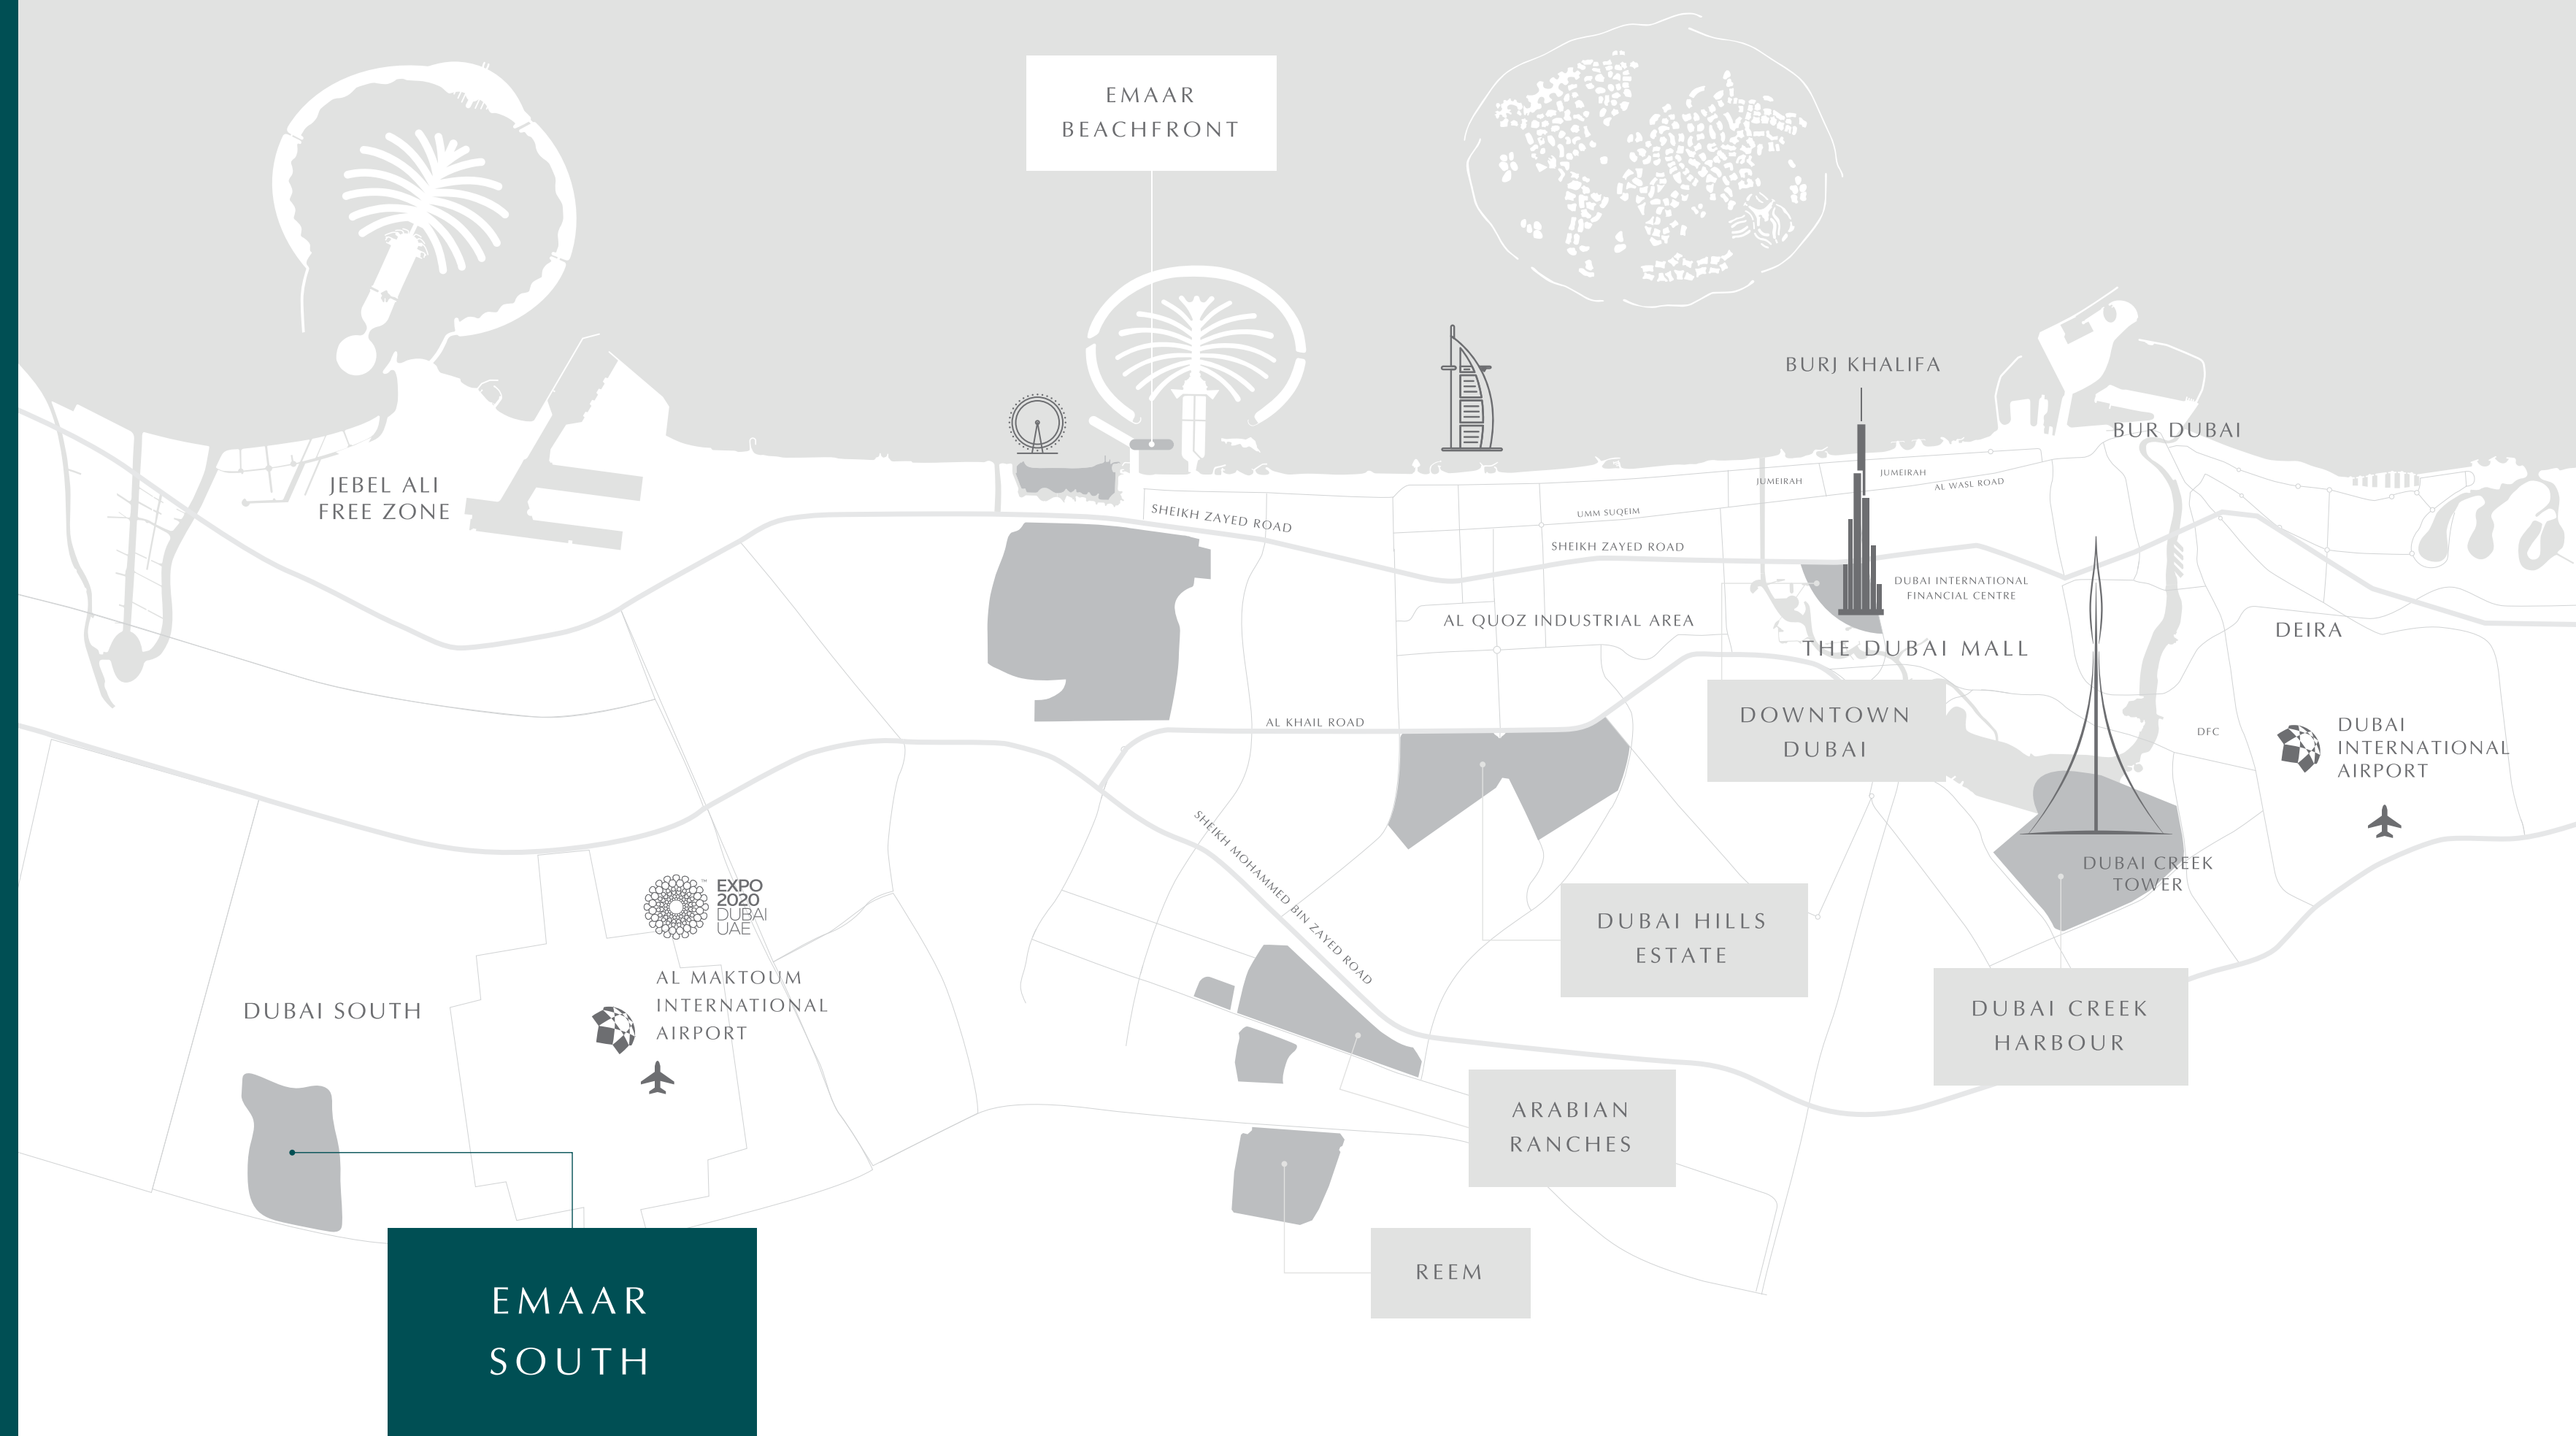 EMAAR
BEACHFRONT
BURJ KHALIFA
BUR DUBAI
JEBEL ALI
FREE ZONE
JUMEIRAH
JUMEIRAH
AL WASL ROAD
SHEIKH ZAYED ROAD
UMM SUQEIM
SHEIKH ZAYED ROAD
DUBAI INTERNATIONAL
FINANCIAL CENTRE
AL QUOZ INDUSTRIAL AREA
DEIRA
THE DUBAI MALL
DOWNTOWN
DUBAI
AL KHAIL ROAD
DFC
DUBAI
INTERNATIONAL
AIRPORT
SHEIKH MOHAMMED BIN ZAYED ROAD
DUBAI CREEK
TOWER
™
EXPO
2020
DUBAI
UAE
DUBAI HILLS
ESTATE
AL MAKTOUM
INTERNATIONAL
AIRPORT
DUBAI SOUTH
DUBAI CREEK
HARBOUR
ARABIAN
RANCHES
REEM
EMAAR
SOUTH